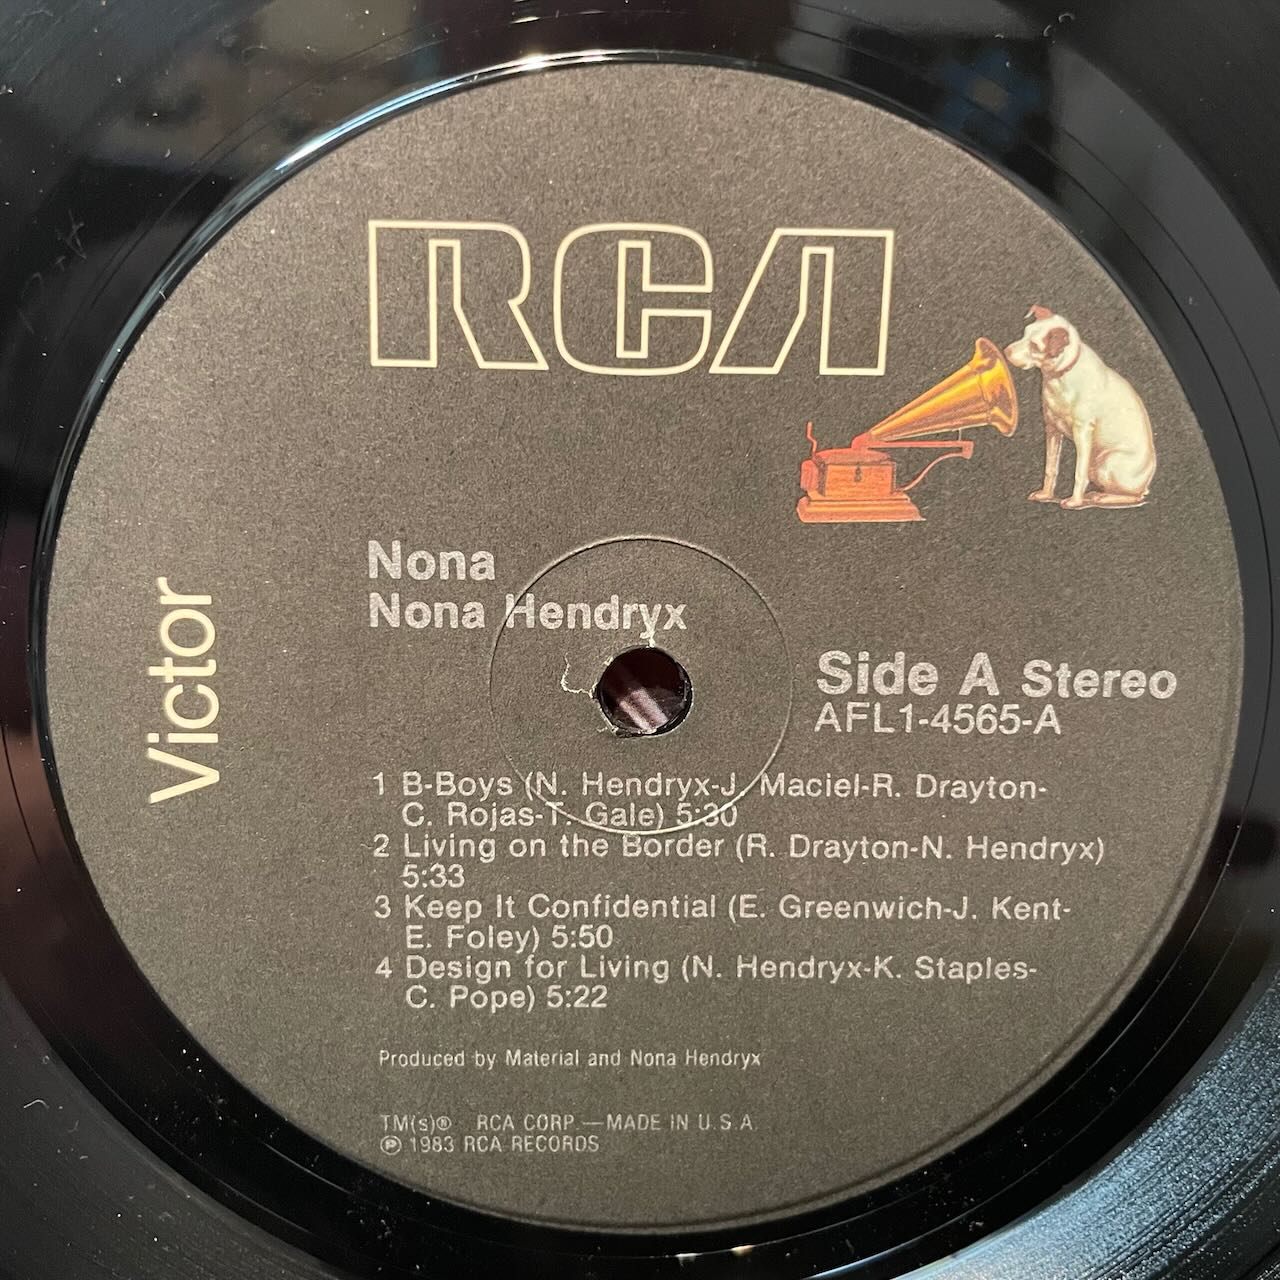 RCA
Victor
Nona
Nona Hendryx
Side A Stereo
AFL1-4565-A
1 B-Boys (N. Hendryx-J. Maciel-R. Drayton-
C. Rojas-T. Gale) 5:30
2 Living on the Border (R. Drayton-N. Hendryx)
5:33
3 Keep It Confidential (E. Greenwich-J. Kent-
E. Foley) 5:50
4 Design for Living (N. Hendryx-K. Staples-
C. Pope) 5:22
Produced by Material and Nona Hendryx
TM(s)® RCA CORP.—MADE IN U.S.A.
℗ 1983 RCA RECORDS